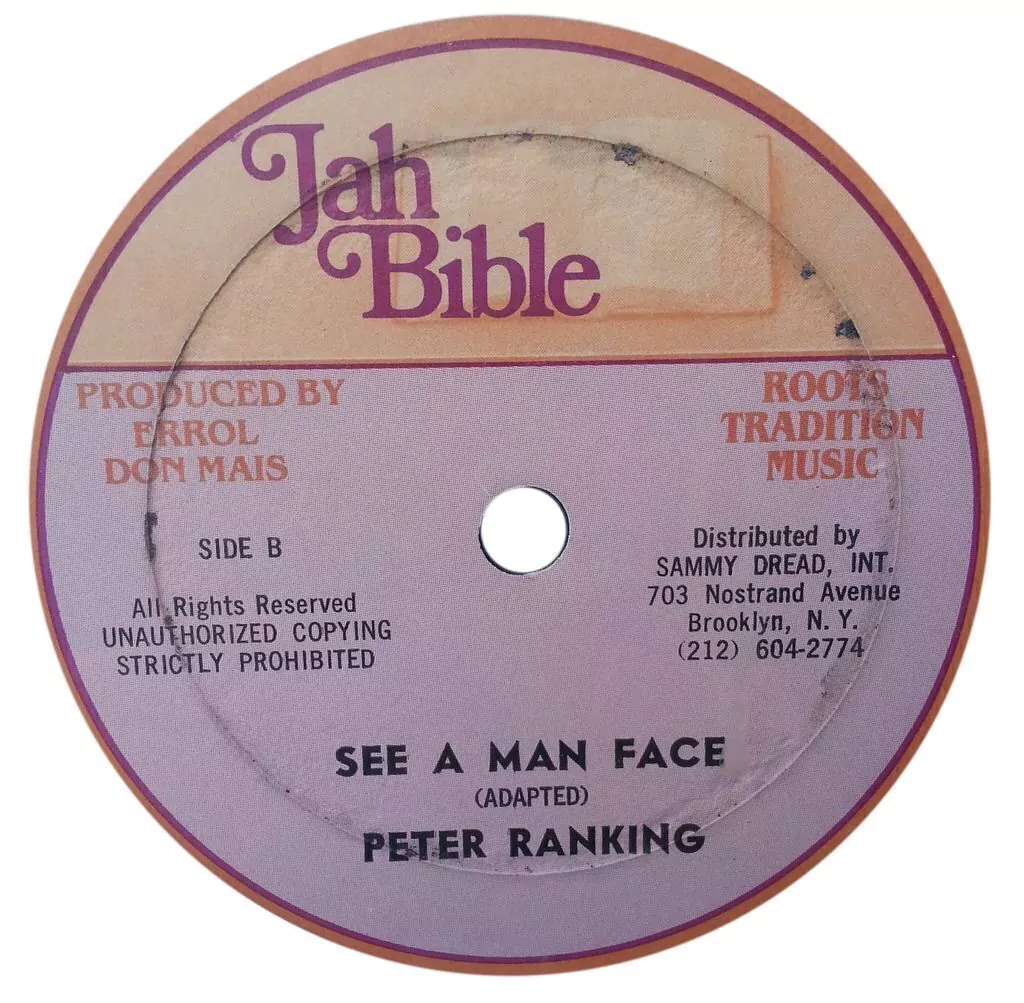 Jah
Bible
PRODUCED BY
ERROL
DON MAIS
ROOTS
TRADITION
MUSIC
SIDE B
All Rights Reserved
UNAUTHORIZED COPYING
STRICTLY PROHIBITED
Distributed by
SAMMY DREAD, INT.
703 Nostrand Avenue
Brooklyn, N. Y.
(212) 604-2774
SEE A MAN FACE
(ADAPTED)
PETER RANKING